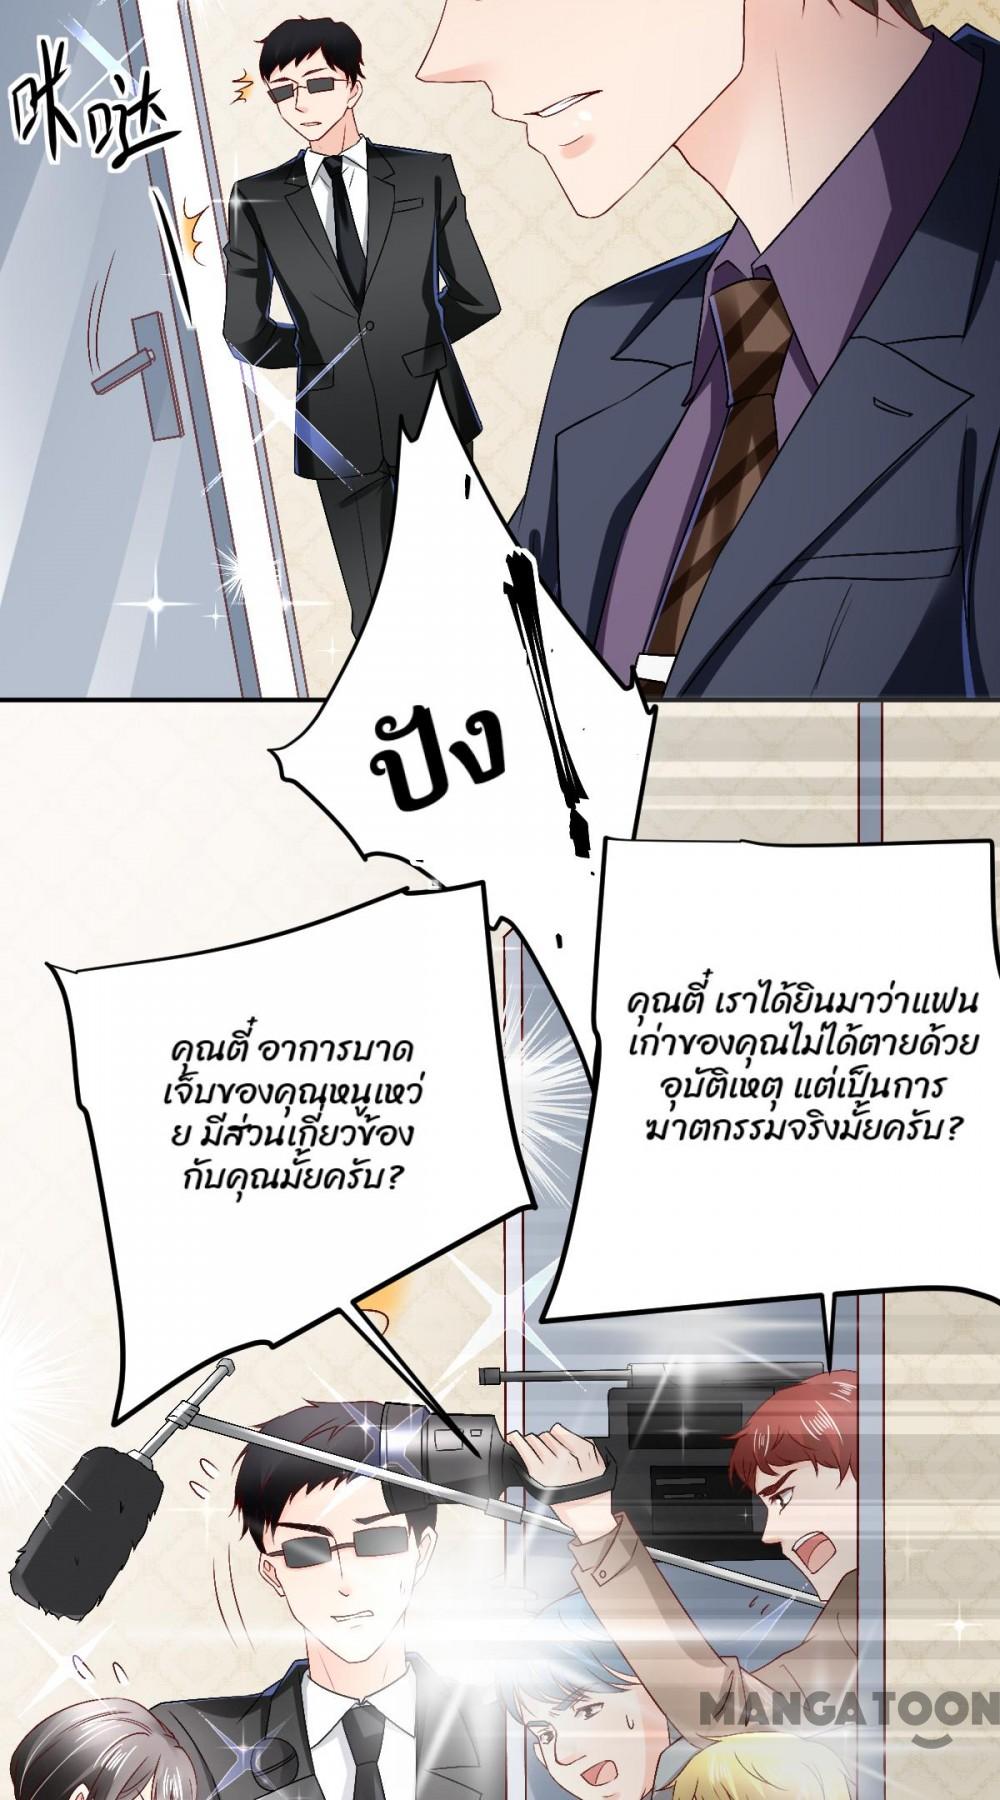 咔哒
ปัง
คุณตี๋ เราได้ยินมาว่าแฟน
เก่าของคุณไม่ได้ตายด้วย
อุบัติเหตุ แต่เป็นการ
ฆาตกรรมจริงมั้ยครับ?
คุณตี๋ อาการบาด
เจ็บของคุณหนูเหว่
ย มีส่วนเกี่ยวข้อง
กับคุณมั้ยครับ?
MANGATOON